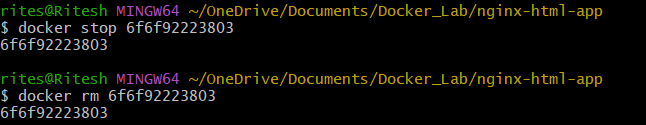 rites@Ritesh MINGW64 ~/OneDrive/Documents/Docker_Lab/nginx-html-app
$ docker stop 6f6f92223803
6f6f92223803
rites@Ritesh MINGW64 ~/OneDrive/Documents/Docker_Lab/nginx-html-app
$ docker rm 6f6f92223803
6f6f92223803